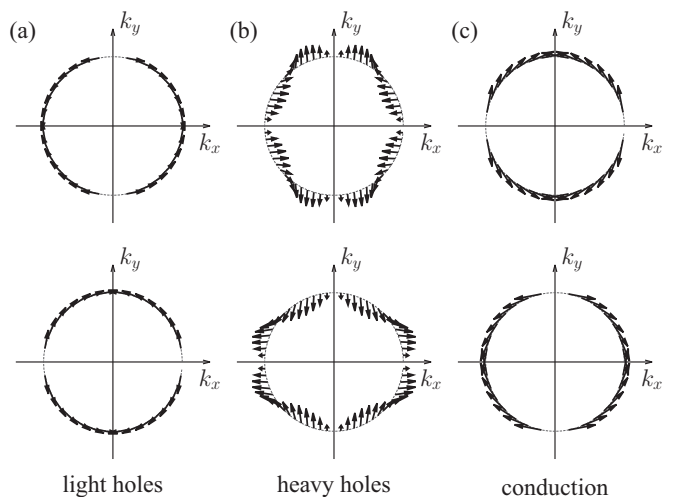 (a) k_y (b) k_y (c) k_y
k_x k_x k_x
k_y k_y k_y
k_x k_x k_x
light holes heavy holes conduction